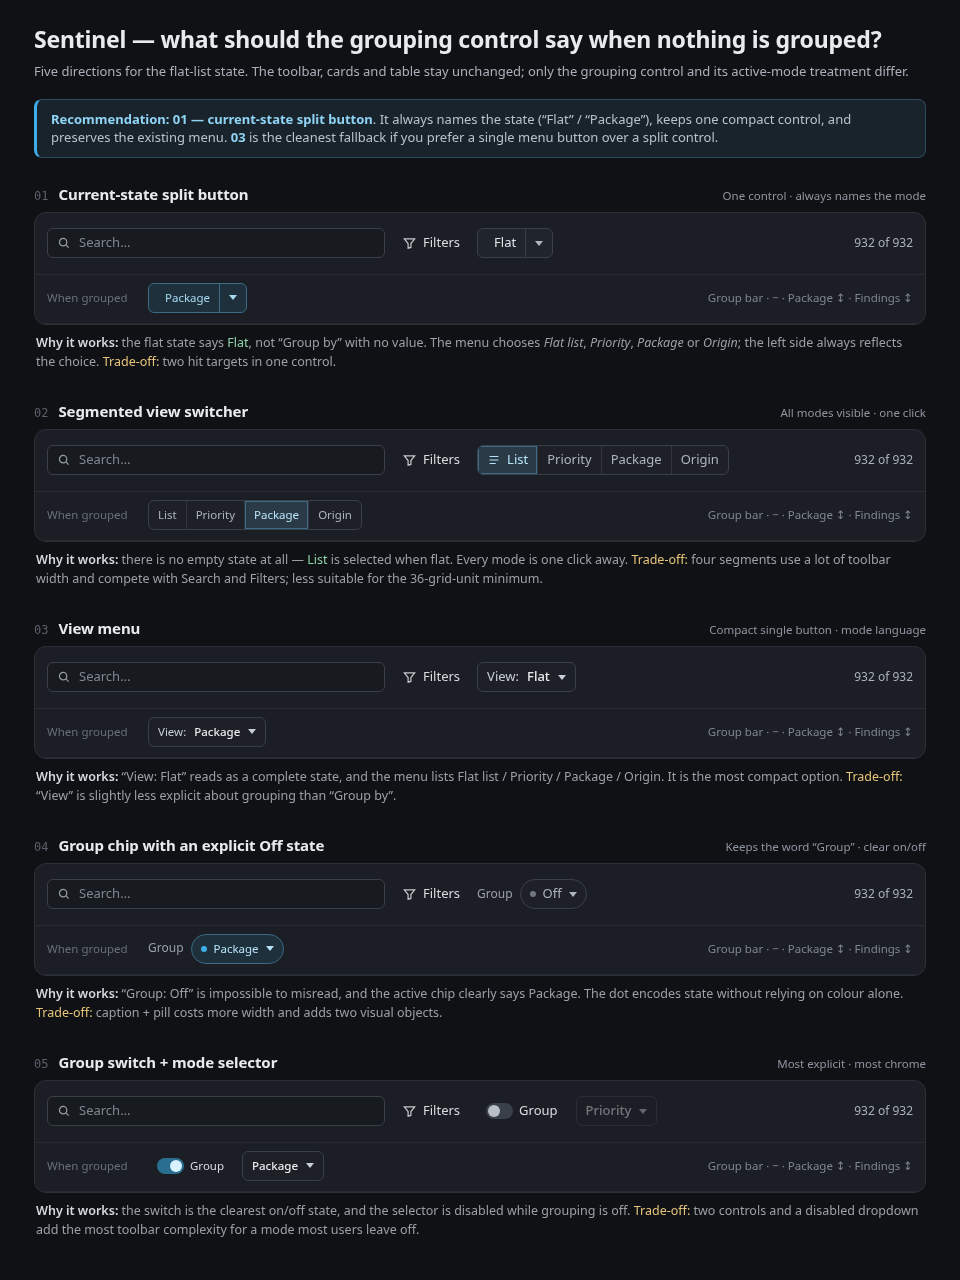 Sentinel — what should the grouping control say when nothing is grouped?
Five directions for the flat-list state. The toolbar, cards and table stay unchanged; only the grouping control and its active-mode treatment differ.
Recommendation: 01 — current-state split button. It always names the state (“Flat” / “Package”), keeps one compact control, and
preserves the existing menu. 03 is the cleanest fallback if you prefer a single menu button over a split control.
01 Current-state split button One control · always names the mode
Search... Filters Flat 932 of 932
When grouped Package Group bar · − · Package ↕ · Findings ↕
Why it works: the flat state says Flat, not “Group by” with no value. The menu chooses Flat list, Priority, Package or Origin; the left side always reflects
the choice. Trade-off: two hit targets in one control.
02 Segmented view switcher All modes visible · one click
Search... Filters List Priority Package Origin 932 of 932
When grouped List Priority Package Origin Group bar · − · Package ↕ · Findings ↕
Why it works: there is no empty state at all — List is selected when flat. Every mode is one click away. Trade-off: four segments use a lot of toolbar
width and compete with Search and Filters; less suitable for the 36-grid-unit minimum.
03 View menu Compact single button · mode language
Search... Filters View: Flat 932 of 932
When grouped View: Package Group bar · − · Package ↕ · Findings ↕
Why it works: “View: Flat” reads as a complete state, and the menu lists Flat list / Priority / Package / Origin. It is the most compact option. Trade-off:
“View” is slightly less explicit about grouping than “Group by”.
04 Group chip with an explicit Off state Keeps the word “Group” · clear on/off
Search... Filters Group Off 932 of 932
When grouped Group Package Group bar · − · Package ↕ · Findings ↕
Why it works: “Group: Off” is impossible to misread, and the active chip clearly says Package. The dot encodes state without relying on colour alone.
Trade-off: caption + pill costs more width and adds two visual objects.
05 Group switch + mode selector Most explicit · most chrome
Search... Filters Group Priority 932 of 932
When grouped Group Package Group bar · − · Package ↕ · Findings ↕
Why it works: the switch is the clearest on/off state, and the selector is disabled while grouping is off. Trade-off: two controls and a disabled dropdown
add the most toolbar complexity for a mode most users leave off.